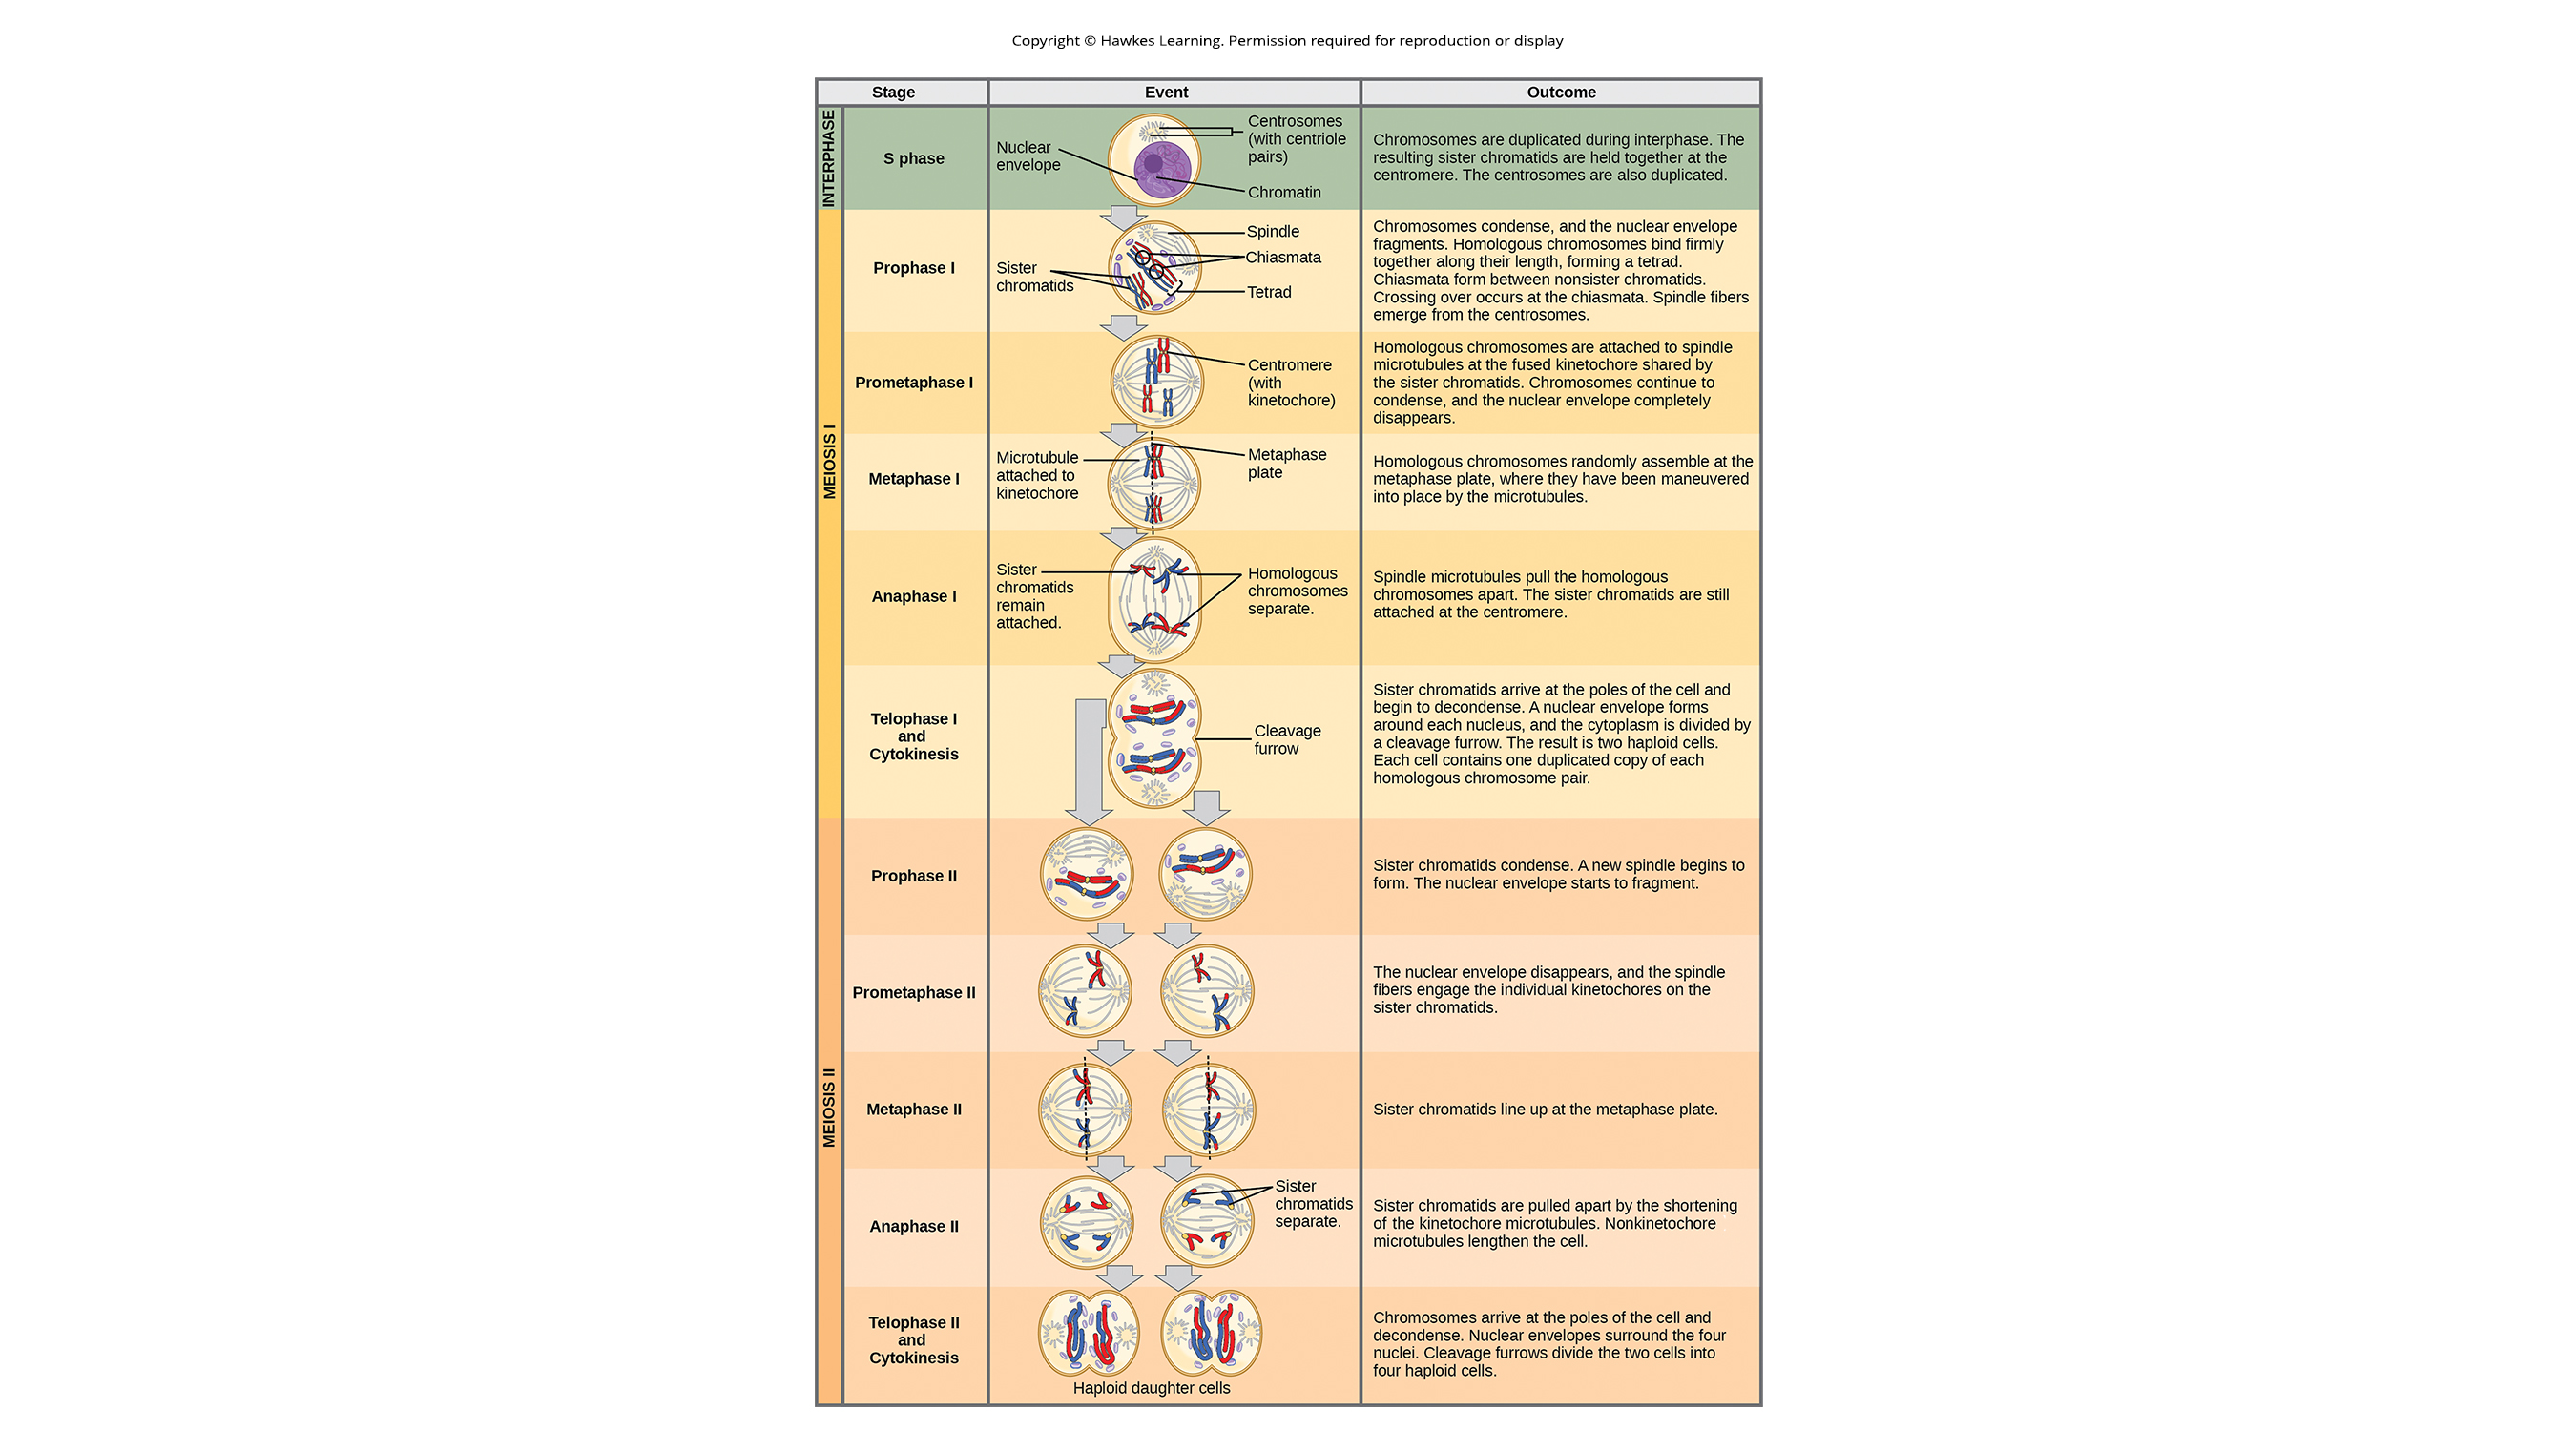 Copyright © Hawkes Learning. Permission required for reproduction or display
Stage
Event
Outcome
INTERPHASE
S phase
Nuclear
envelope
Centrosomes
(with centriole
pairs)
Chromatin
Chromosomes are duplicated during interphase. The
resulting sister chromatids are held together at the
centromere. The centrosomes are also duplicated.
MEIOSIS I
Prophase I
Sister
chromatids
Spindle
Chiasmata
Tetrad
Chromosomes condense, and the nuclear envelope
fragments. Homologous chromosomes bind firmly
together along their length, forming a tetrad.
Chiasmata form between nonsister chromatids.
Crossing over occurs at the chiasmata. Spindle fibers
emerge from the centrosomes.
Prometaphase I
Centromere
(with
kinetochore)
Homologous chromosomes are attached to spindle
microtubules at the fused kinetochore shared by
the sister chromatids. Chromosomes continue to
condense, and the nuclear envelope completely
disappears.
Metaphase I
Microtubule
attached to
kinetochore
Metaphase
plate
Homologous chromosomes randomly assemble at the
metaphase plate, where they have been maneuvered
into place by the microtubules.
Anaphase I
Sister
chromatids
remain
attached.
Homologous
chromosomes
separate.
Spindle microtubules pull the homologous
chromosomes apart. The sister chromatids are still
attached at the centromere.
Telophase I
and
Cytokinesis
Cleavage
furrow
Sister chromatids arrive at the poles of the cell and
begin to decondense. A nuclear envelope forms
around each nucleus, and the cytoplasm is divided by
a cleavage furrow. The result is two haploid cells.
Each cell contains one duplicated copy of each
homologous chromosome pair.
MEIOSIS II
Prophase II
Sister chromatids condense. A new spindle begins to
form. The nuclear envelope starts to fragment.
Prometaphase II
The nuclear envelope disappears, and the spindle
fibers engage the individual kinetochores on the
sister chromatids.
Metaphase II
Sister chromatids line up at the metaphase plate.
Anaphase II
Sister
chromatids
separate.
Sister chromatids are pulled apart by the shortening
of the kinetochore microtubules. Nonkinetochore
microtubules lengthen the cell.
Telophase II
and
Cytokinesis
Haploid daughter cells
Chromosomes arrive at the poles of the cell and
decondense. Nuclear envelopes surround the four
nuclei. Cleavage furrows divide the two cells into
four haploid cells.